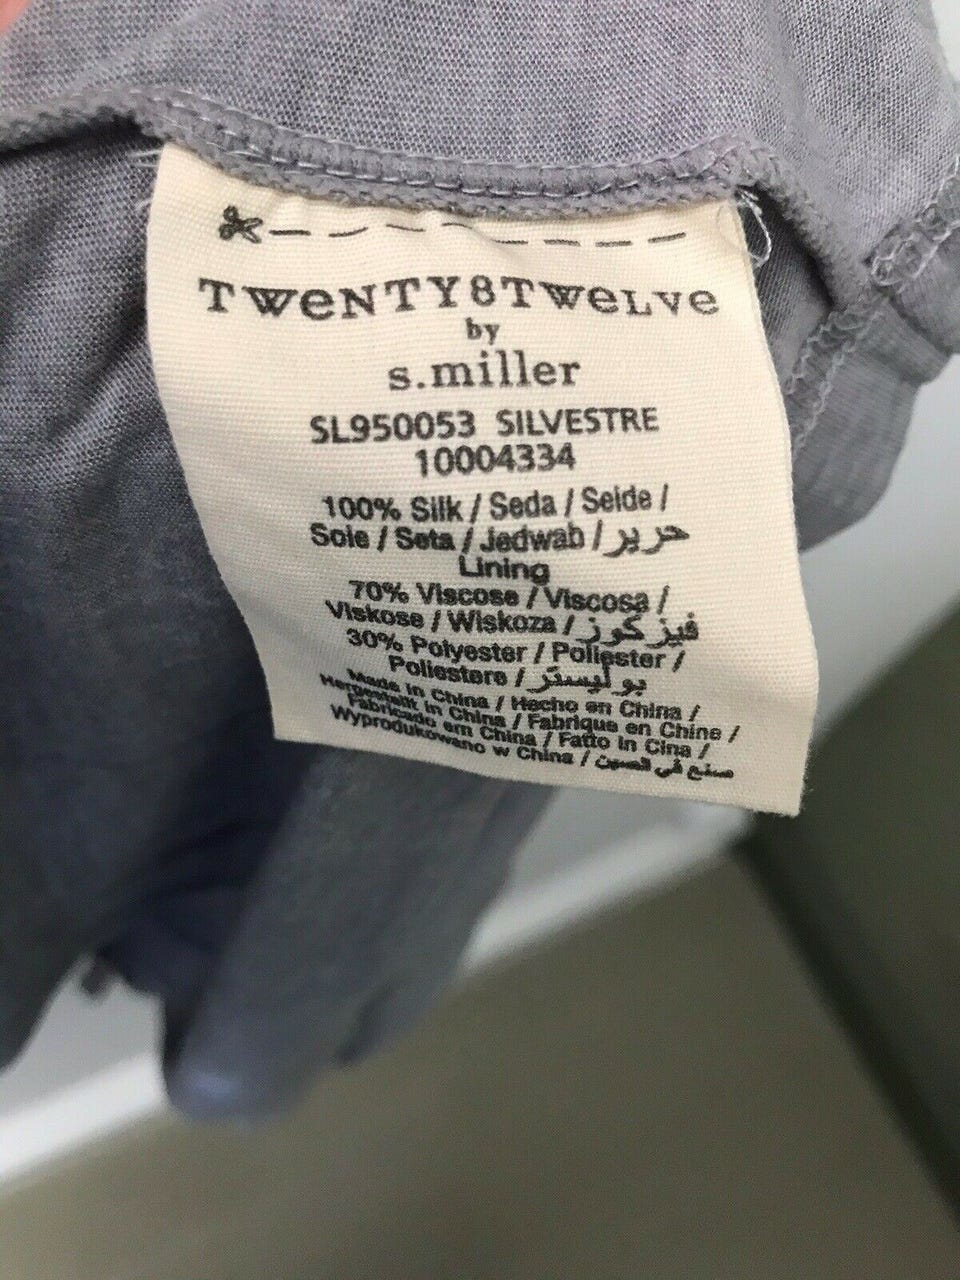 TWeNTY8TWeLVe
by
s.miller
SL950053 SILVESTRE
10004334
100% Silk / Seda / Seide /
Soie / Seta / Jedwab / حرير
Lining
70% Viscose / Viscosa /
Viskose / Wiskoza / فيزكوز
30% Polyester / Poliester /
Poliestere / بوليستر
Made in China / Hecho en China /
Hergestellt in China / Fabrique en Chine /
Fabricado em China / Fatto in Cina /
Wyprodukowano w China / صنع في الصين